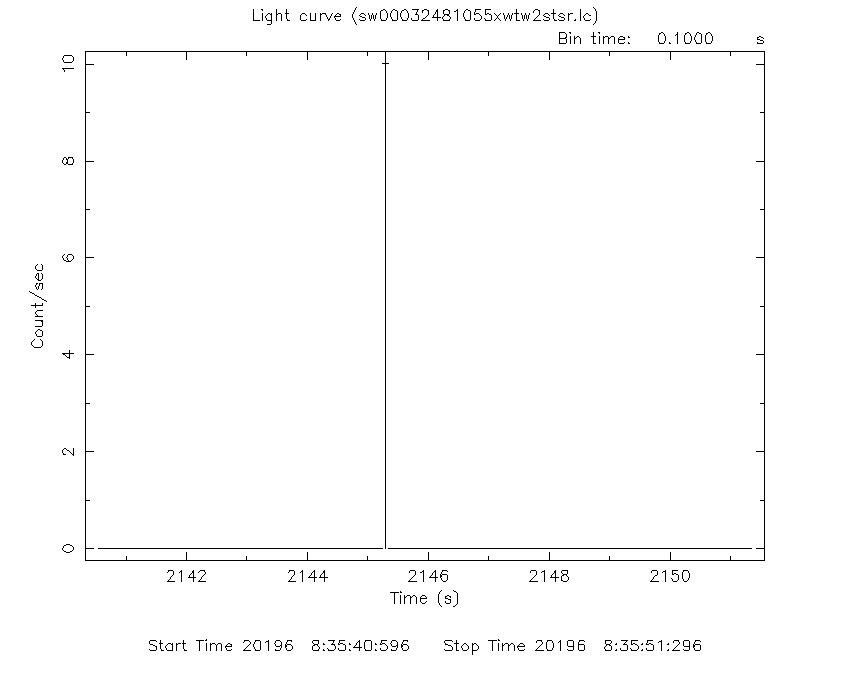 Light curve (sw00032481055xwtw2stsr.lc)
Bin time: 0.1000 s
10
8
6
4
2
0
Count/sec
2142 2144 2146 2148 2150
Time (s)
Start Time 20196 8:35:40:596 Stop Time 20196 8:35:51:296